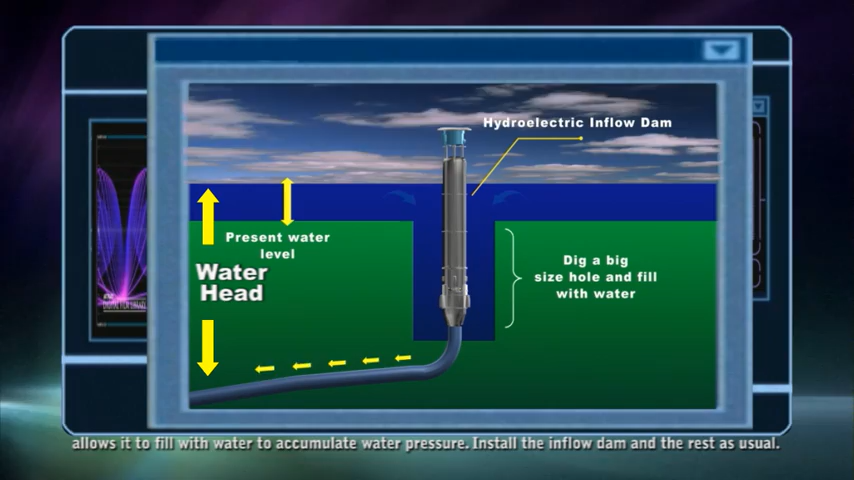 Hydroelectric Inflow Dam
Present water
level
Water
Head
Dig a big
size hole and fill
with water
allows it to fill with water to accumulate water pressure. Install the inflow dam and the rest as usual.